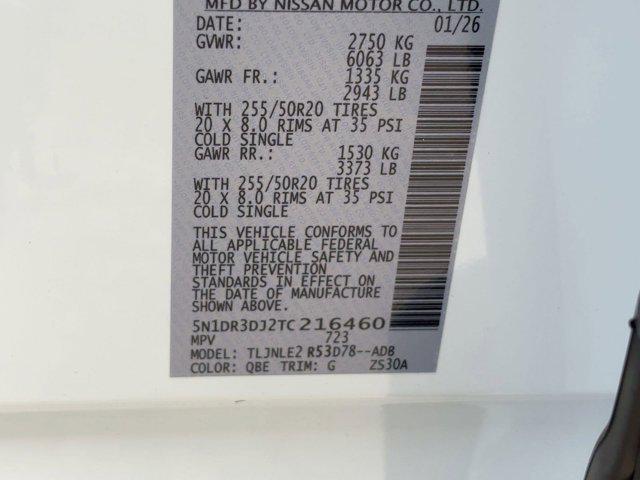 MFD BY NISSAN MOTOR CO., LTD.
DATE: 01/26
GVWR: 2750 KG
6063 LB
GAWR FR.: 1335 KG
2943 LB
WITH 255/50R20 TIRES
20 X 8.0 RIMS AT 35 PSI
COLD SINGLE
GAWR RR.: 1530 KG
3373 LB
WITH 255/50R20 TIRES
20 X 8.0 RIMS AT 35 PSI
COLD SINGLE
THIS VEHICLE CONFORMS TO
ALL APPLICABLE FEDERAL
MOTOR VEHICLE SAFETY AND
THEFT PREVENTION
STANDARDS IN EFFECT ON
THE DATE OF MANUFACTURE
SHOWN ABOVE.
5N1DR3DJ2TC216460
MPV 723
MODEL: TLJNLE2 R53D78--ADB
COLOR: QBE TRIM: G ZS30A